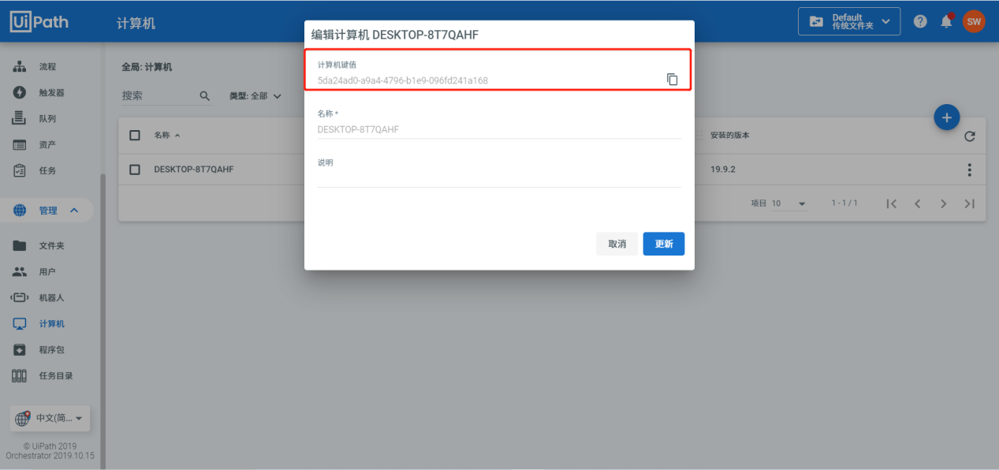 UiPath
计算机
Default
传统文件夹
?
SW
流程
触发器
队列
资产
任务
管理
文件夹
用户
机器人
计算机
程序包
任务目录
中文(简...
© UiPath 2019
Orchestrator 2019.10.15
全局: 计算机
搜索
类型: 全部
名称
安装的版本
DESKTOP-8T7QAHF
19.9.2
项目 10
1 - 1 / 1
编辑计算机 DESKTOP-8T7QAHF
计算机键值
5da24ad0-a9a4-4796-b1e9-096fd241a168
名称 *
DESKTOP-8T7QAHF
说明
取消
更新